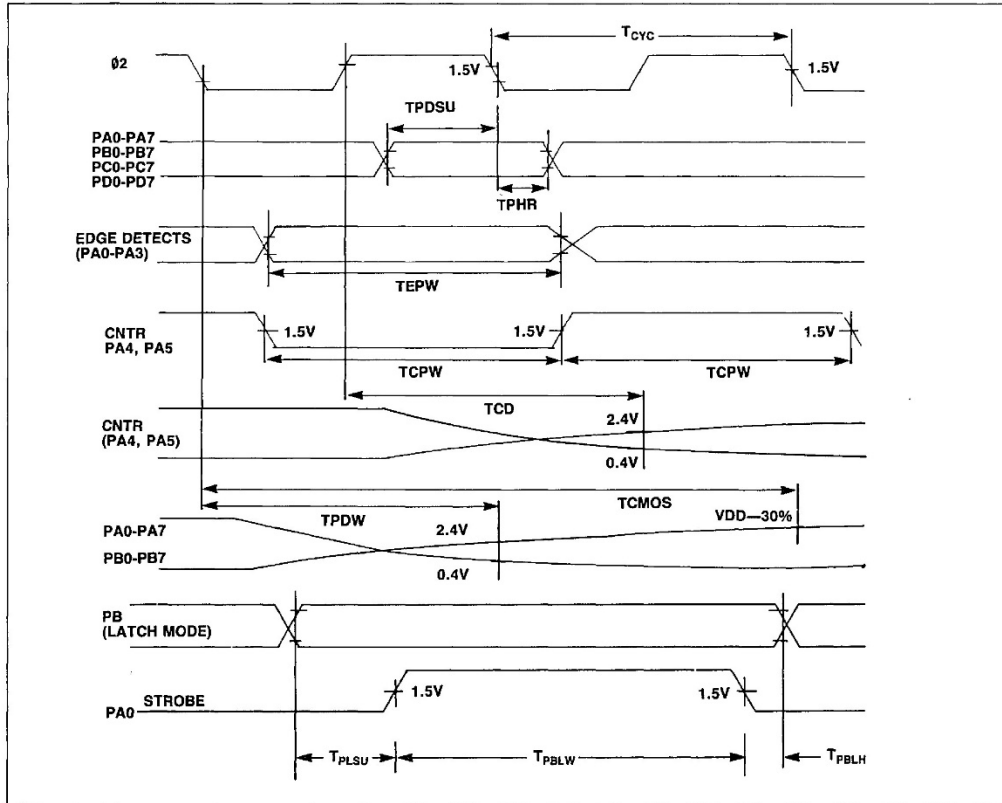 T_CYC
Ø2
1.5V
1.5V
TPDSU
PA0-PA7
PB0-PB7
PC0-PC7
PD0-PD7
TPHR
EDGE DETECTS
(PA0-PA3)
TEPW
CNTR
PA4, PA5
1.5V
1.5V
1.5V
TCPW
TCPW
TCD
CNTR
(PA4, PA5)
2.4V
0.4V
TCMOS
TPDW
VDD—30%
PA0-PA7
2.4V
PB0-PB7
0.4V
PB
(LATCH MODE)
STROBE
1.5V
1.5V
PA0
T_PLSU
T_PBLW
T_PBLH